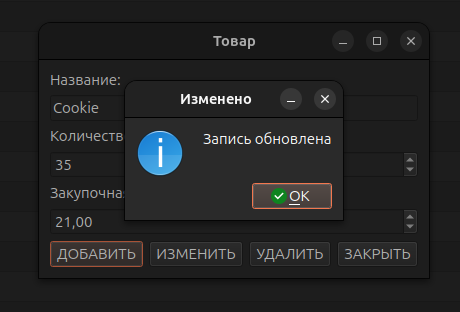 Товар
Название:
Cookie
Изменено
Запись обновлена
OK
Количеств
35
Закупочна
21,00
ДОБАВИТЬ ИЗМЕНИТЬ УДАЛИТЬ ЗАКРЫТЬ